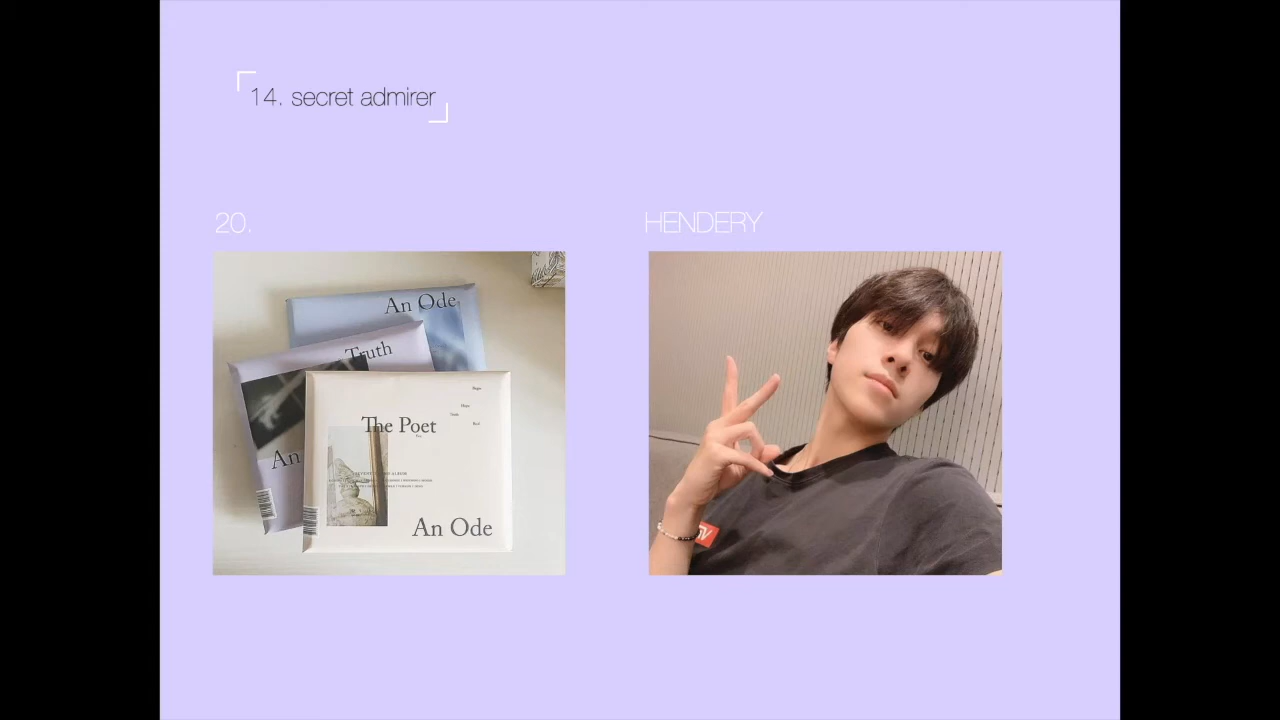 14. secret admirer
20.
HENDERY
An Ode
Truth
The Poet
An
An Ode